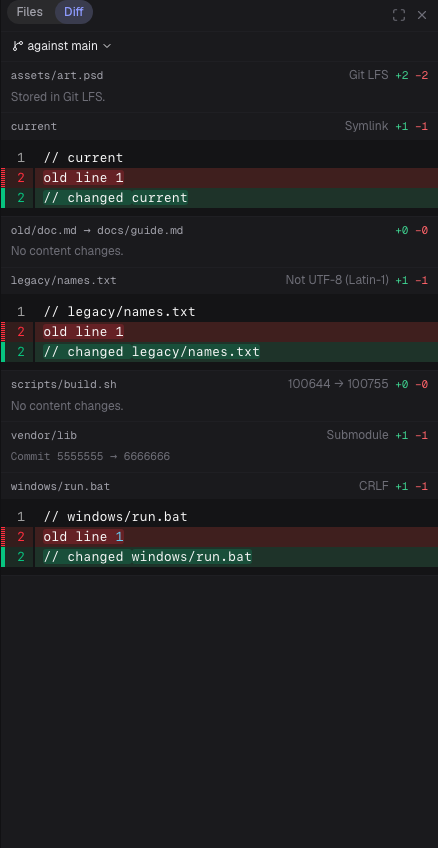 Files Diff
against main
assets/art.psd Git LFS +2 −2
Stored in Git LFS.
current Symlink +1 −1
1 // current
2 old line 1
2 // changed current
old/doc.md → docs/guide.md +0 −0
No content changes.
legacy/names.txt Not UTF-8 (Latin-1) +1 −1
1 // legacy/names.txt
2 old line 1
2 // changed legacy/names.txt
scripts/build.sh 100644 → 100755 +0 −0
No content changes.
vendor/lib Submodule +1 −1
Commit 5555555 → 6666666
windows/run.bat CRLF +1 −1
1 // windows/run.bat
2 old line 1
2 // changed windows/run.bat